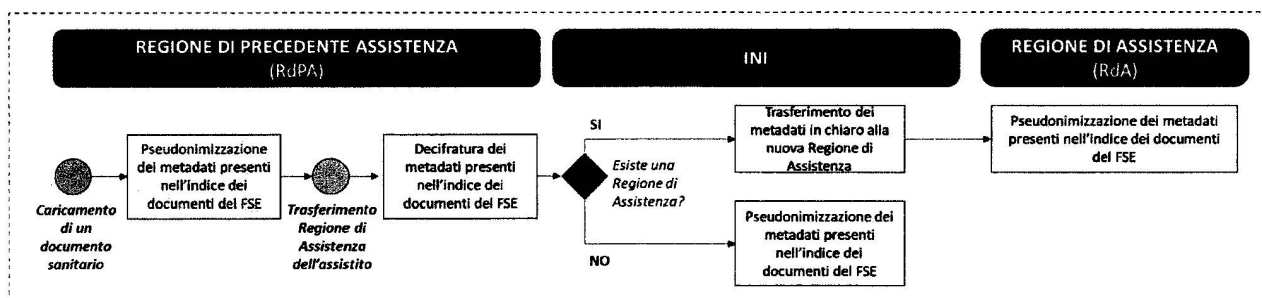 REGIONE DI PRECEDENTE ASSISTENZA
(RdPA)
INI
REGIONE DI ASSISTENZA
(RdA)
Caricamento
di un
documento
sanitario
Pseudonimizzazione
dei metadati presenti
nell'indice dei
documenti del FSE
Trasferimento
Regione di
Assistenza
dell'assistito
Decifratura dei
metadati presenti
nell'indice dei
documenti del FSE
Esiste una
Regione di
Assistenza?
SI
Trasferimento dei
metadati in chiaro alla
nuova Regione di
Assistenza
Pseudonimizzazione dei metadati
presenti nell'indice dei documenti
del FSE
NO
Pseudonimizzazione dei
metadati presenti
nell'indice dei
documenti del FSE